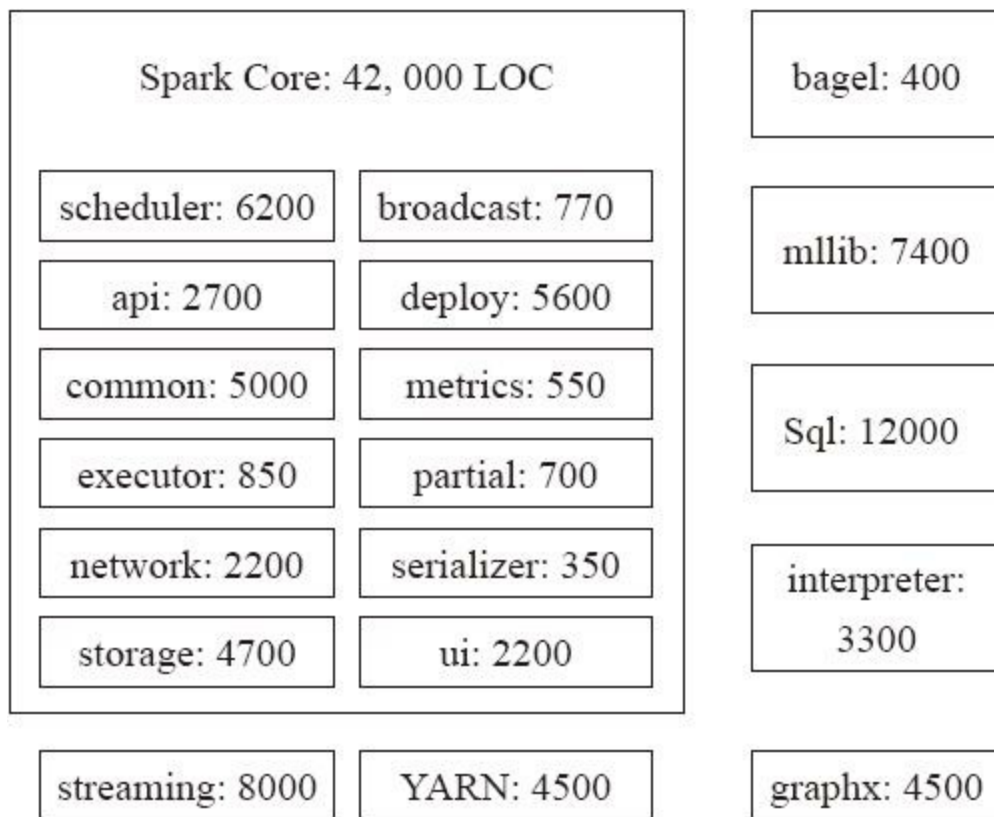 Spark Core: 42, 000 LOC
scheduler: 6200
broadcast: 770
api: 2700
deploy: 5600
common: 5000
metrics: 550
executor: 850
partial: 700
network: 2200
serializer: 350
storage: 4700
ui: 2200
bagel: 400
mllib: 7400
Sql: 12000
interpreter:
3300
streaming: 8000
YARN: 4500
graphx: 4500